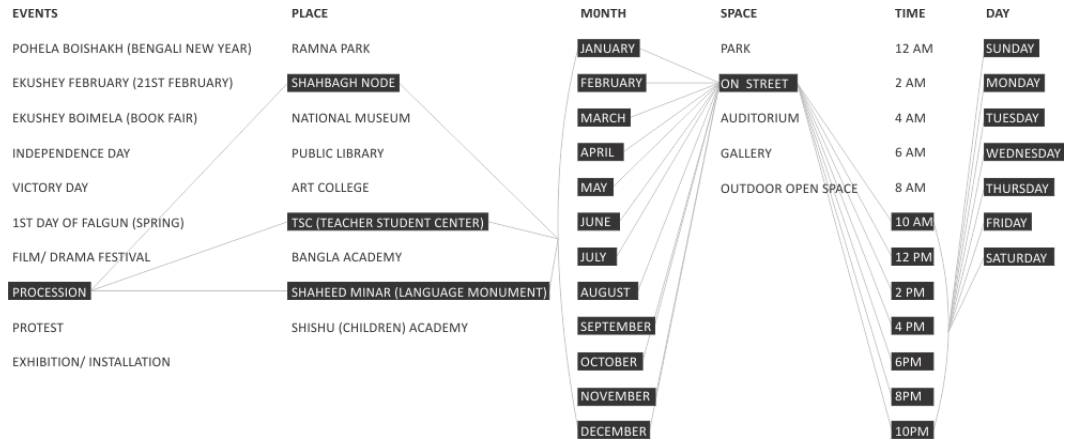 EVENTS PLACE MONTH SPACE TIME DAY
POHELA BOISHAKH (BENGALI NEW YEAR) RAMNA PARK JANUARY PARK 12 AM SUNDAY
EKUSHEY FEBRUARY (21ST FEBRUARY) SHAHBAGH NODE FEBRUARY ON STREET 2 AM MONDAY
EKUSHEY BOIMELA (BOOK FAIR) NATIONAL MUSEUM MARCH AUDITORIUM 4 AM TUESDAY
INDEPENDENCE DAY PUBLIC LIBRARY APRIL GALLERY 6 AM WEDNESDAY
VICTORY DAY ART COLLEGE MAY OUTDOOR OPEN SPACE 8 AM THURSDAY
1ST DAY OF FALGUN (SPRING) TSC (TEACHER STUDENT CENTER) JUNE 10 AM FRIDAY
FILM/ DRAMA FESTIVAL BANGLA ACADEMY JULY 12 PM SATURDAY
PROCESSION SHAHEED MINAR (LANGUAGE MONUMENT) AUGUST 2 PM
PROTEST SHISHU (CHILDREN) ACADEMY SEPTEMBER 4 PM
EXHIBITION/ INSTALLATION OCTOBER 6PM
NOVEMBER 8PM
DECEMBER 10PM